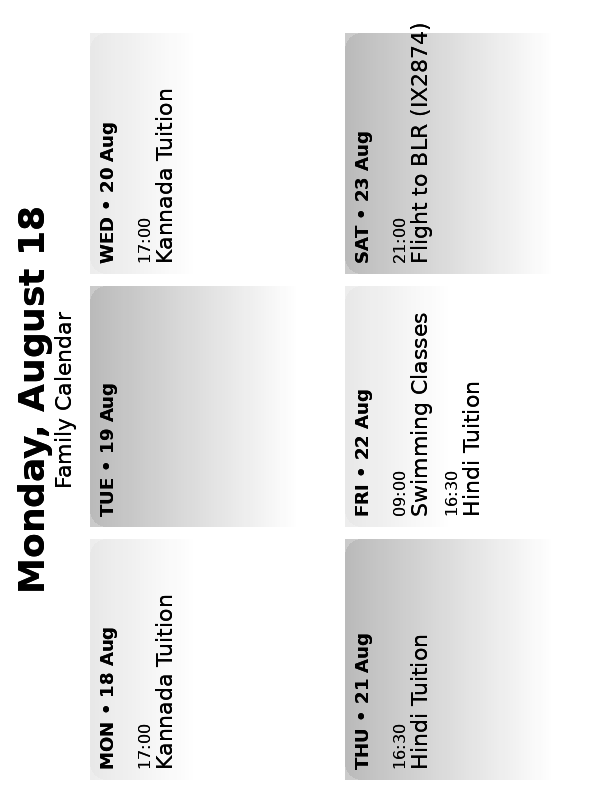 Monday, August 18
Family Calendar
MON • 18 Aug
17:00
Kannada Tuition
TUE • 19 Aug
WED • 20 Aug
17:00
Kannada Tuition
THU • 21 Aug
16:30
Hindi Tuition
FRI • 22 Aug
09:00
Swimming Classes
16:30
Hindi Tuition
SAT • 23 Aug
21:00
Flight to BLR (IX2874)